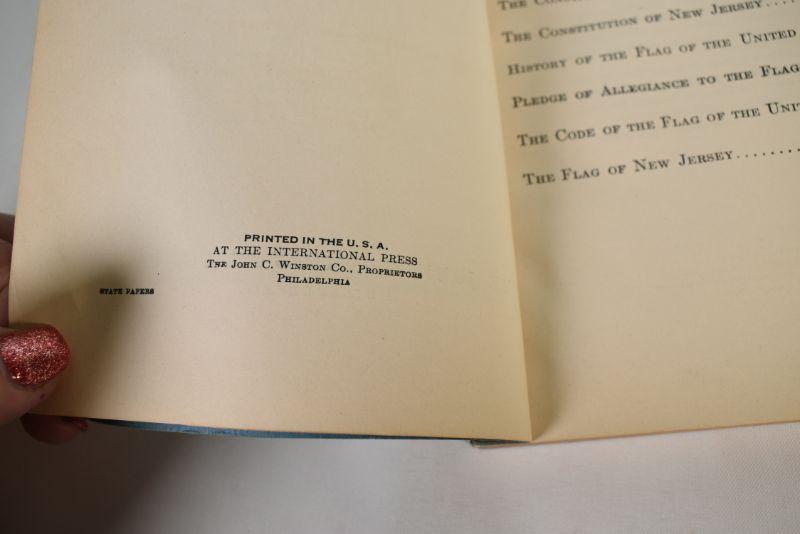 PRINTED IN THE U. S. A.
AT THE INTERNATIONAL PRESS
The John C. Winston Co., Proprietors
Philadelphia
STATE PAPERS
The
The Constitution of New Jersey....
History of the Flag of the United
Pledge of Allegiance to the Flag
The Code of the Flag of the
The Flag of New Jersey........